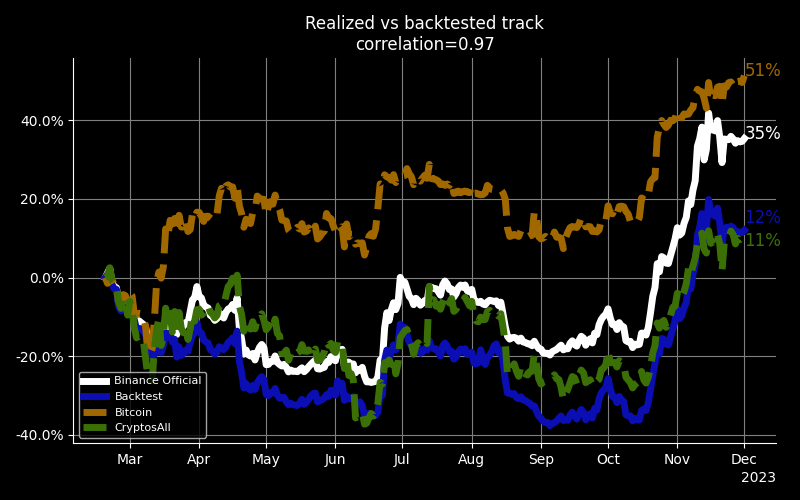 Realized vs backtested track
correlation=0.97
51%
40.0%
35%
20.0%
12%
11%
0.0%
-20.0%
-40.0%
Binance Official
Backtest
Bitcoin
CryptosAll
Mar Apr May Jun Jul Aug Sep Oct Nov Dec
2023